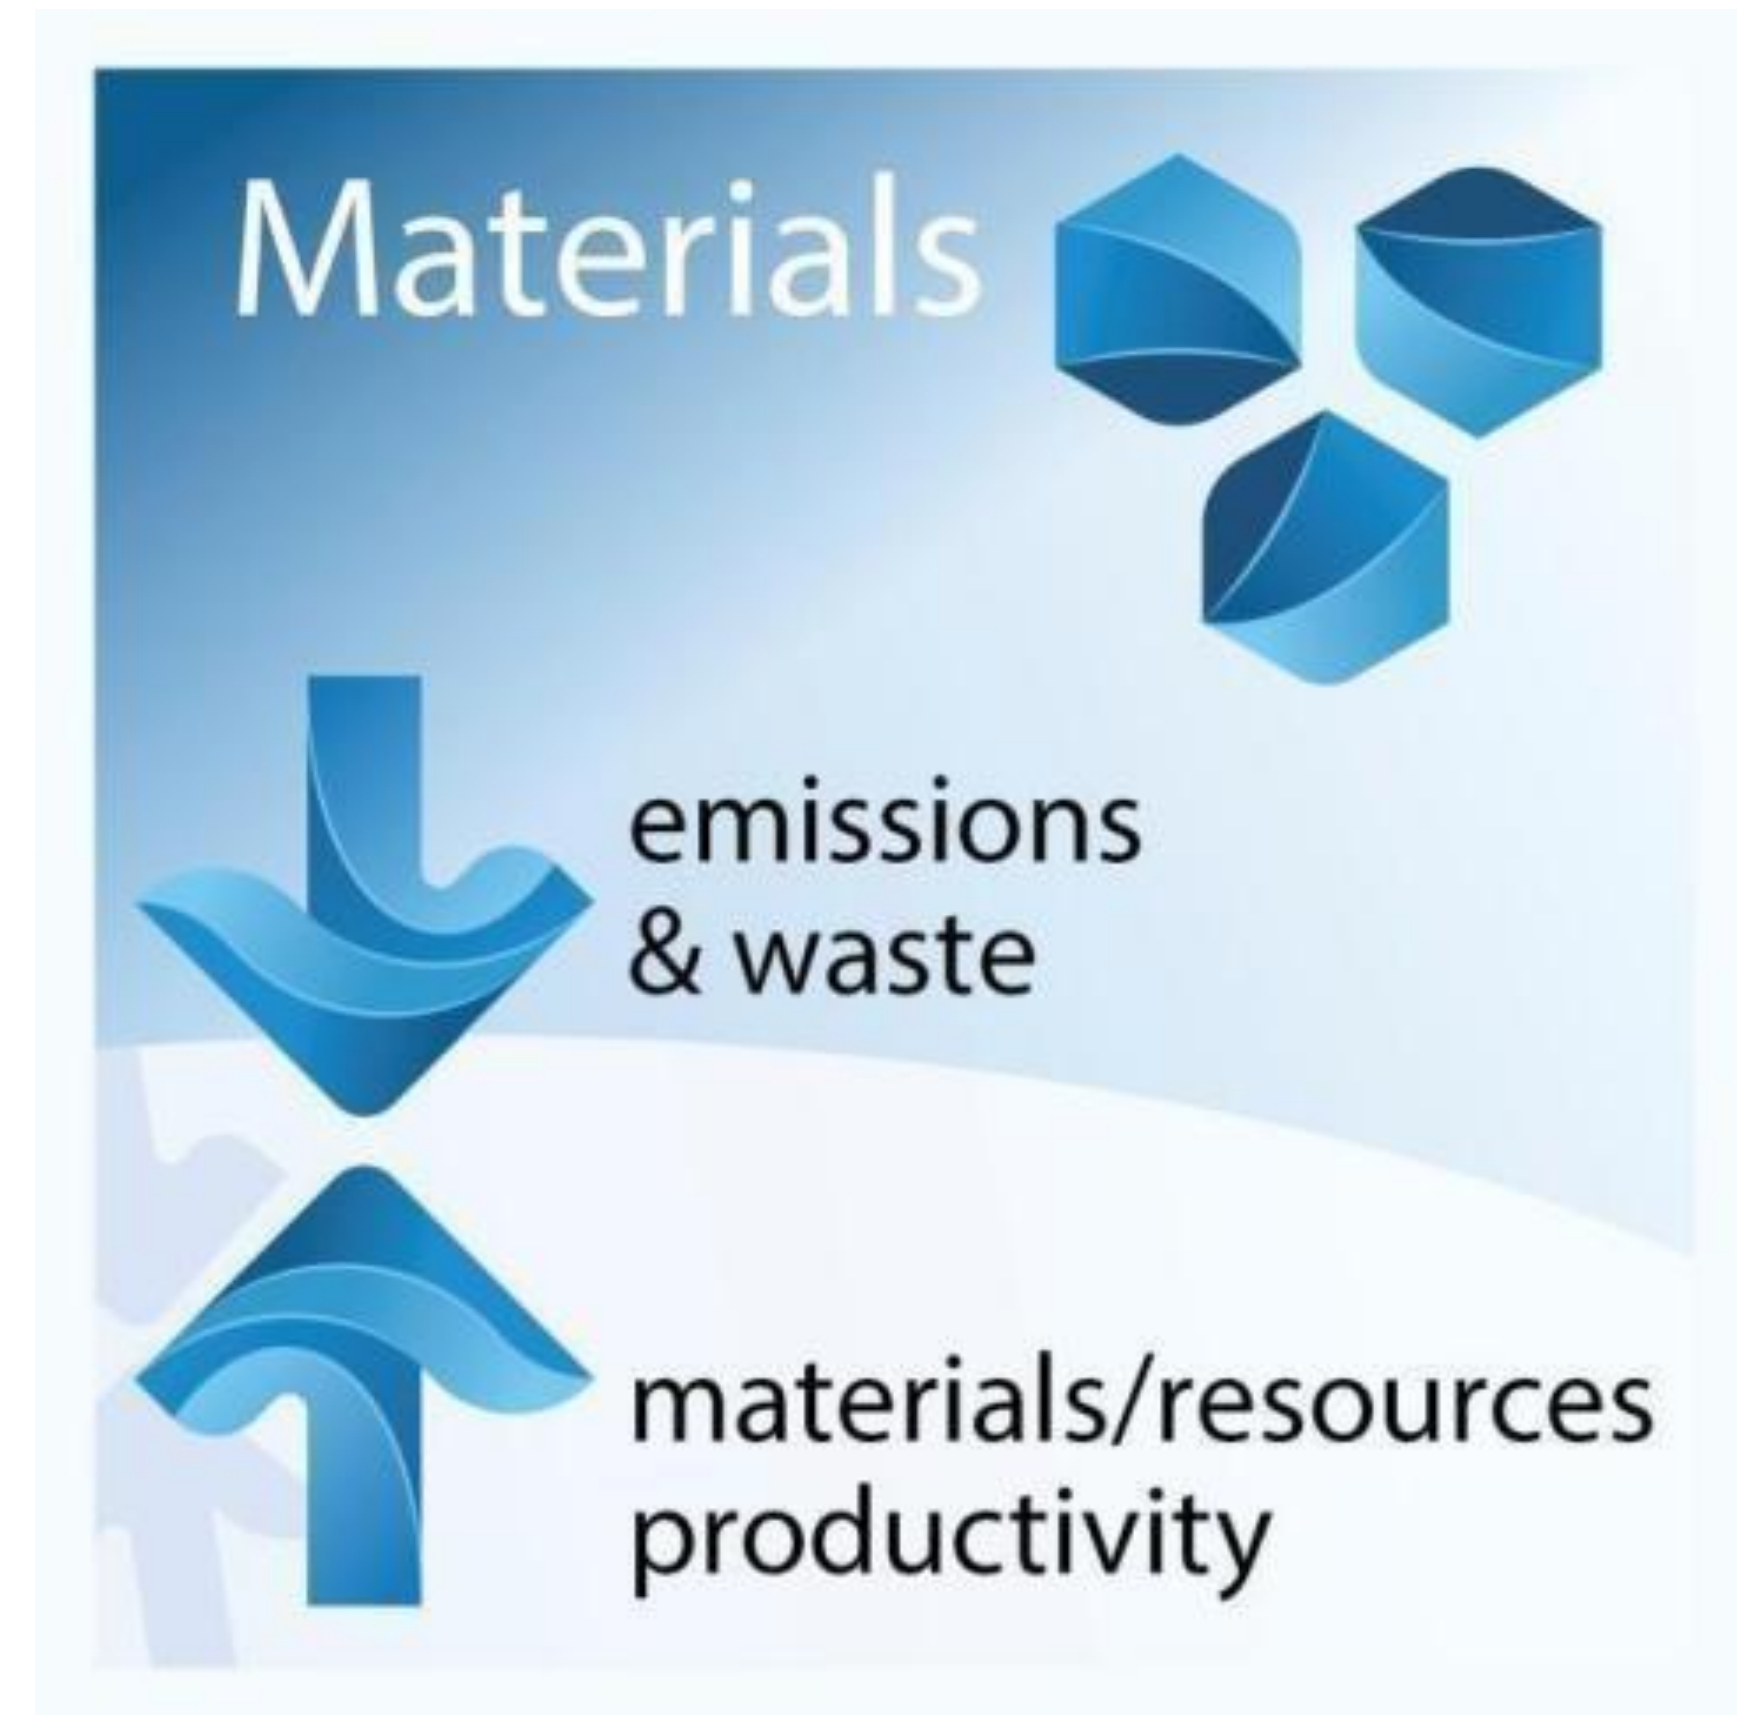 Materials
emissions
& waste
materials/resources
productivity